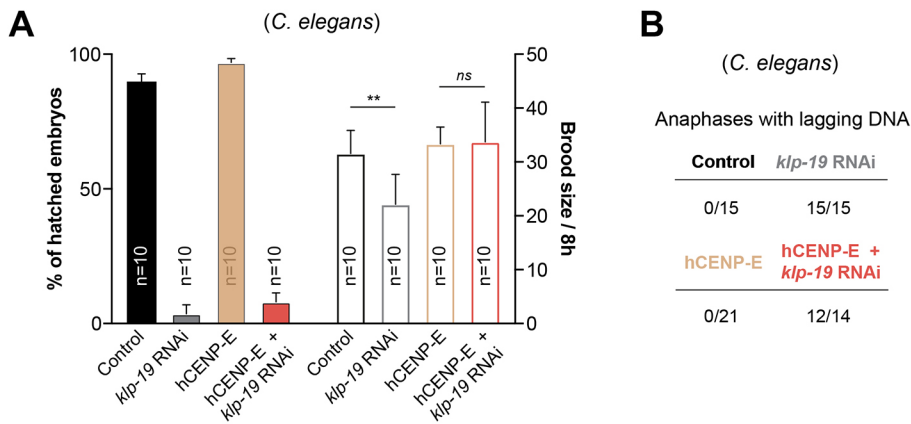 A
(C. elegans)
% of hatched embryos
100
50
0
n=10
n=10
n=10
n=10
Control
klp-19 RNAi
hCENP-E
hCENP-E +
klp-19 RNAi
**
ns
n=10
n=10
n=10
n=10
Control
klp-19 RNAi
hCENP-E
hCENP-E +
klp-19 RNAi
50
40
30
20
10
0
Brood size / 8h
B
(C. elegans)
Anaphases with lagging DNA
Control klp-19 RNAi
0/15 15/15
hCENP-E hCENP-E +
klp-19 RNAi
0/21 12/14